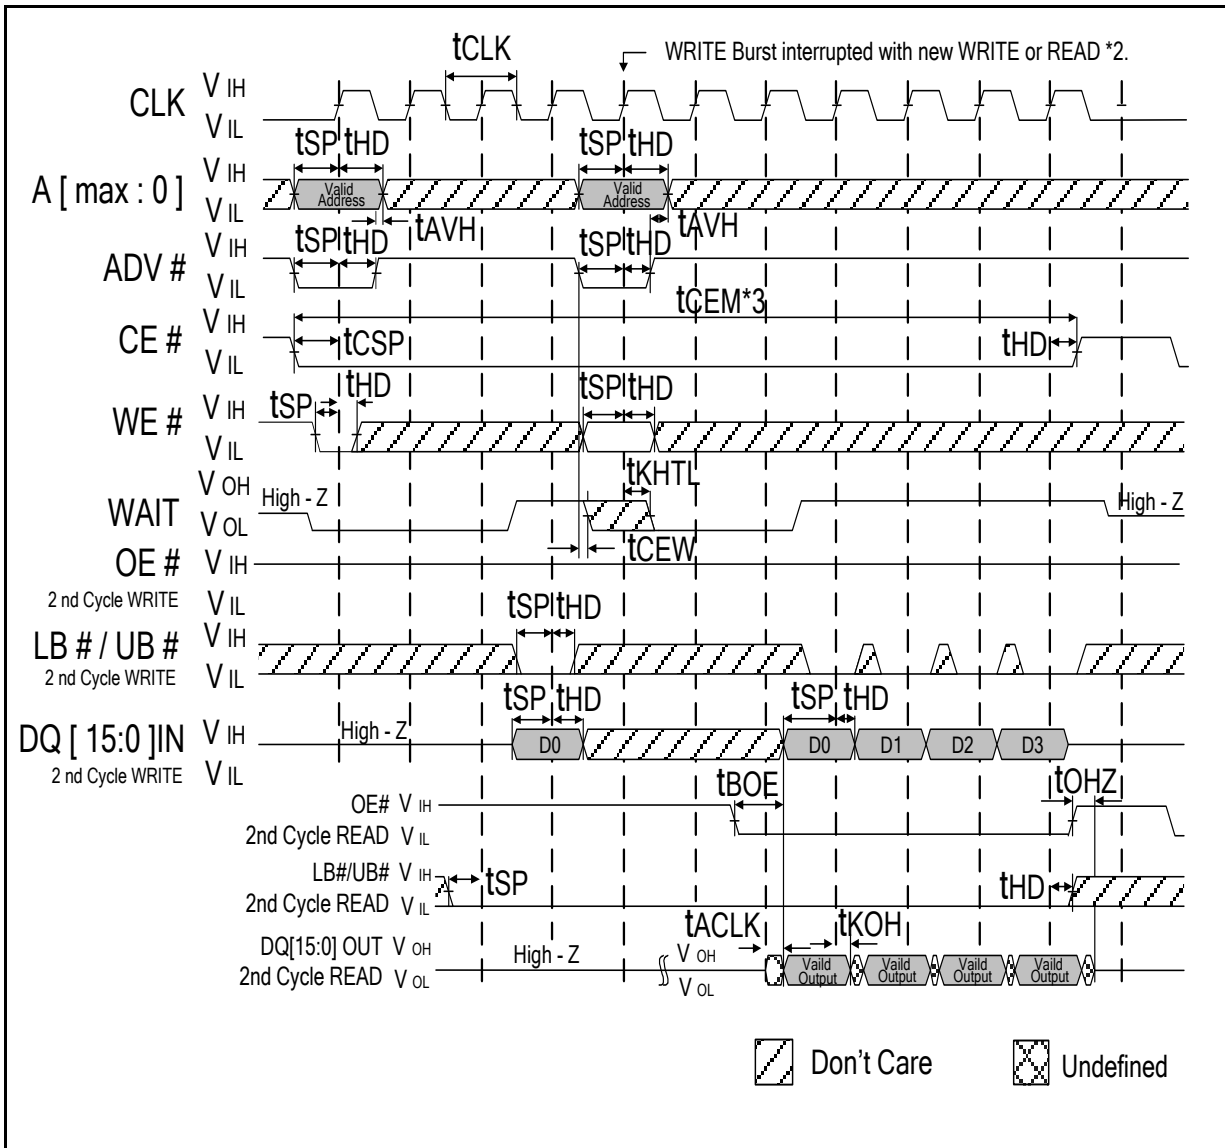 tCLK
WRITE Burst interrupted with new WRITE or READ *2.
CLK
V IH
V IL
tSP tHD tSP tHD
A [ max : 0 ]
V IH
V IL
Valid Address Valid Address
tAVH tAVH
ADV #
V IH
V IL
tSP tHD tSP tHD
tCEM*3
CE #
V IH
V IL
tCSP tHD
tSP tHD tSP tHD
WE #
V IH
V IL
tKHTL
WAIT
V OH
V OL
High - Z High - Z
tCEW
OE # V IH
2 nd Cycle WRITE V IL
tSP tHD
LB # / UB # V IH
2 nd Cycle WRITE V IL
tSP tHD tSP tHD
DQ [ 15:0 ]IN V IH High - Z D0 D0 D1 D2 D3
2 nd Cycle WRITE V IL
tBOE tOHZ
OE# V IH
2nd Cycle READ V IL
LB#/UB# V IH tSP tHD
2nd Cycle READ V IL
tACLK tKOH
DQ[15:0] OUT V OH High - Z V OH
2nd Cycle READ V OL V OL
Vaild Output Vaild Output Vaild Output Vaild Output
Don't Care Undefined